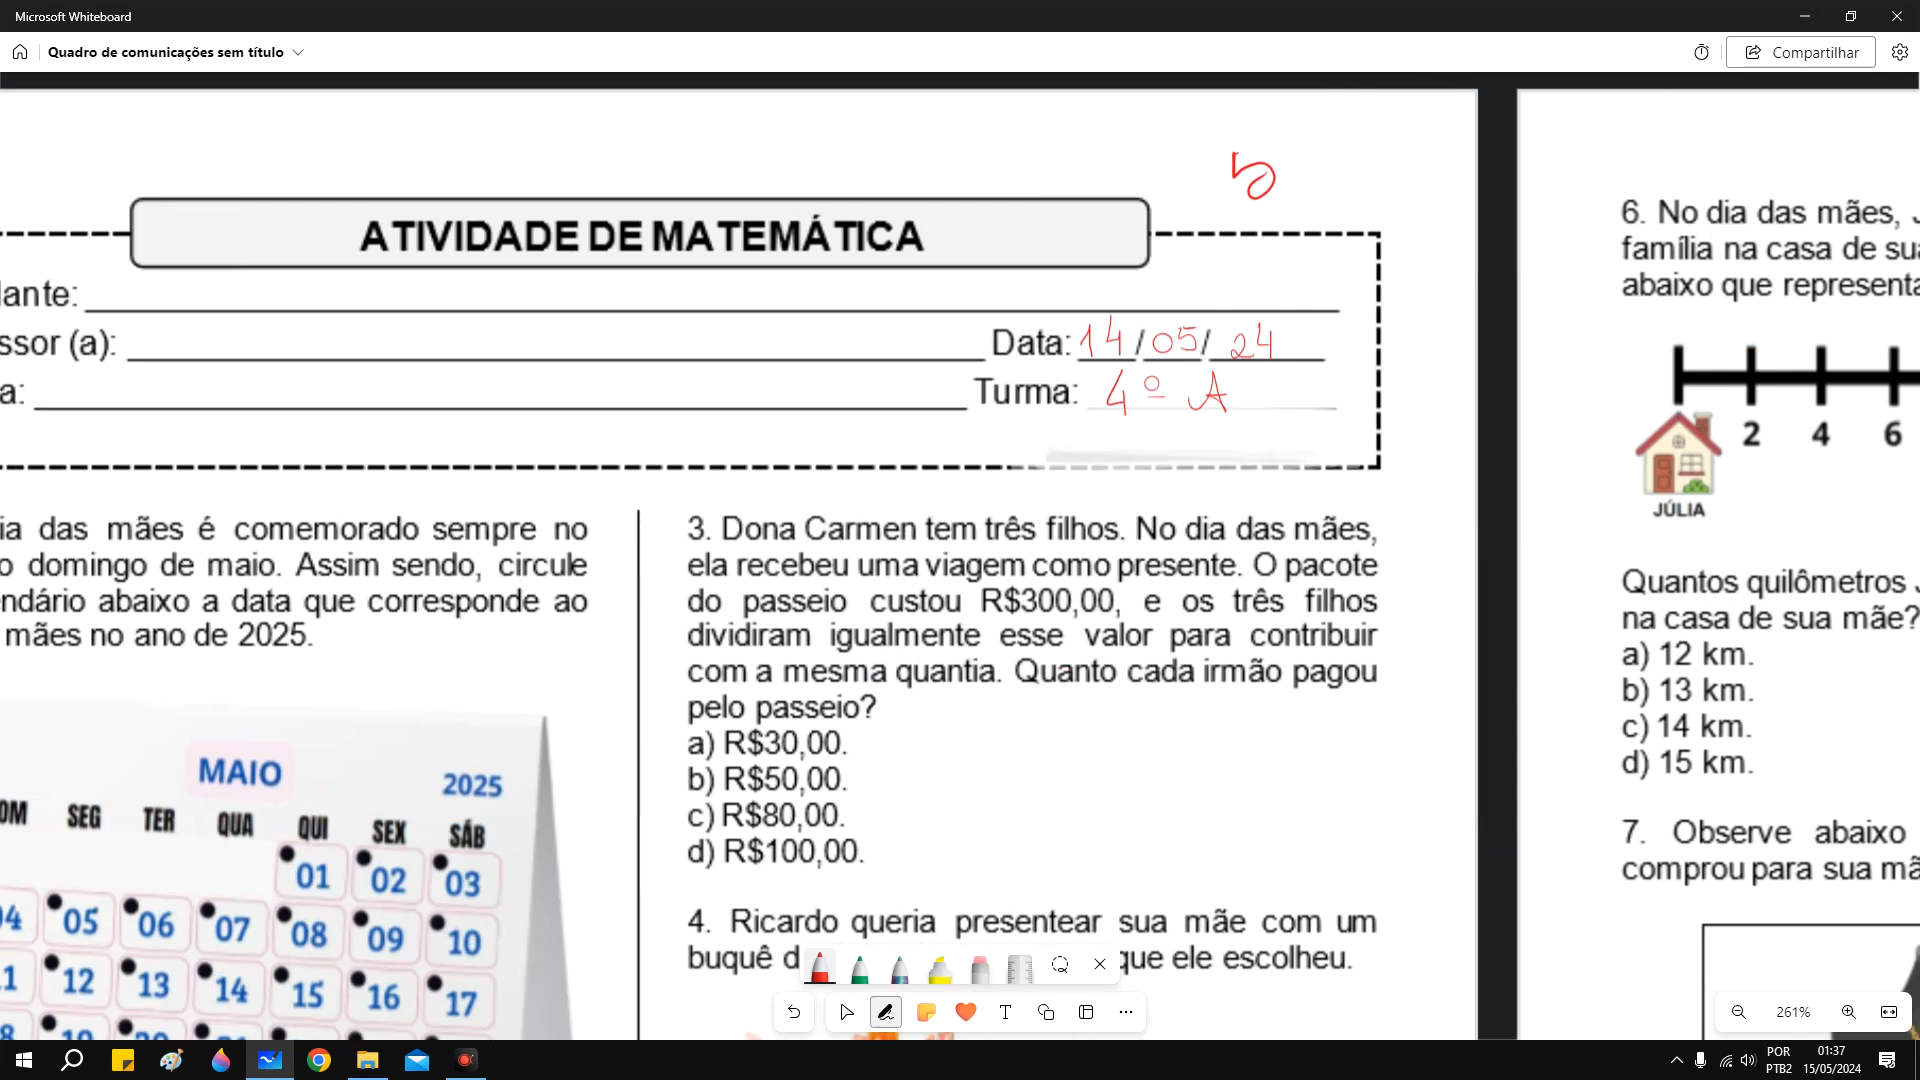 Microsoft Whiteboard
Quadro de comunicações sem título
Compartilhar
5
ATIVIDADE DE MATEMÁTICA
ante:
ssor (a):
Data: 14/05/24
a:
Turma: 4º A
ia das mães é comemorado sempre no
o domingo de maio. Assim sendo, circule
ndário abaixo a data que corresponde ao
mães no ano de 2025.
MAIO
2025
OM SEG TER QUA QUI SEX SÁB
01 02 03
04 05 06 07 08 09 10
1 12 13 14 15 16 17
8 19 20
3. Dona Carmen tem três filhos. No dia das mães,
ela recebeu uma viagem como presente. O pacote
do passeio custou R$300,00, e os três filhos
dividiram igualmente esse valor para contribuir
com a mesma quantia. Quanto cada irmão pagou
pelo passeio?
a) R$30,00.
b) R$50,00.
c) R$80,00.
d) R$100,00.
4. Ricardo queria presentear sua mãe com um
buquê d que ele escolheu.
6. No dia das mães, J
família na casa de sua
abaixo que representa
2 4 6
JÚLIA
Quantos quilômetros J
na casa de sua mãe?
a) 12 km.
b) 13 km.
c) 14 km.
d) 15 km.
7. Observe abaixo
comprou para sua mã
261%
POR
PTB2
01:37
15/05/2024